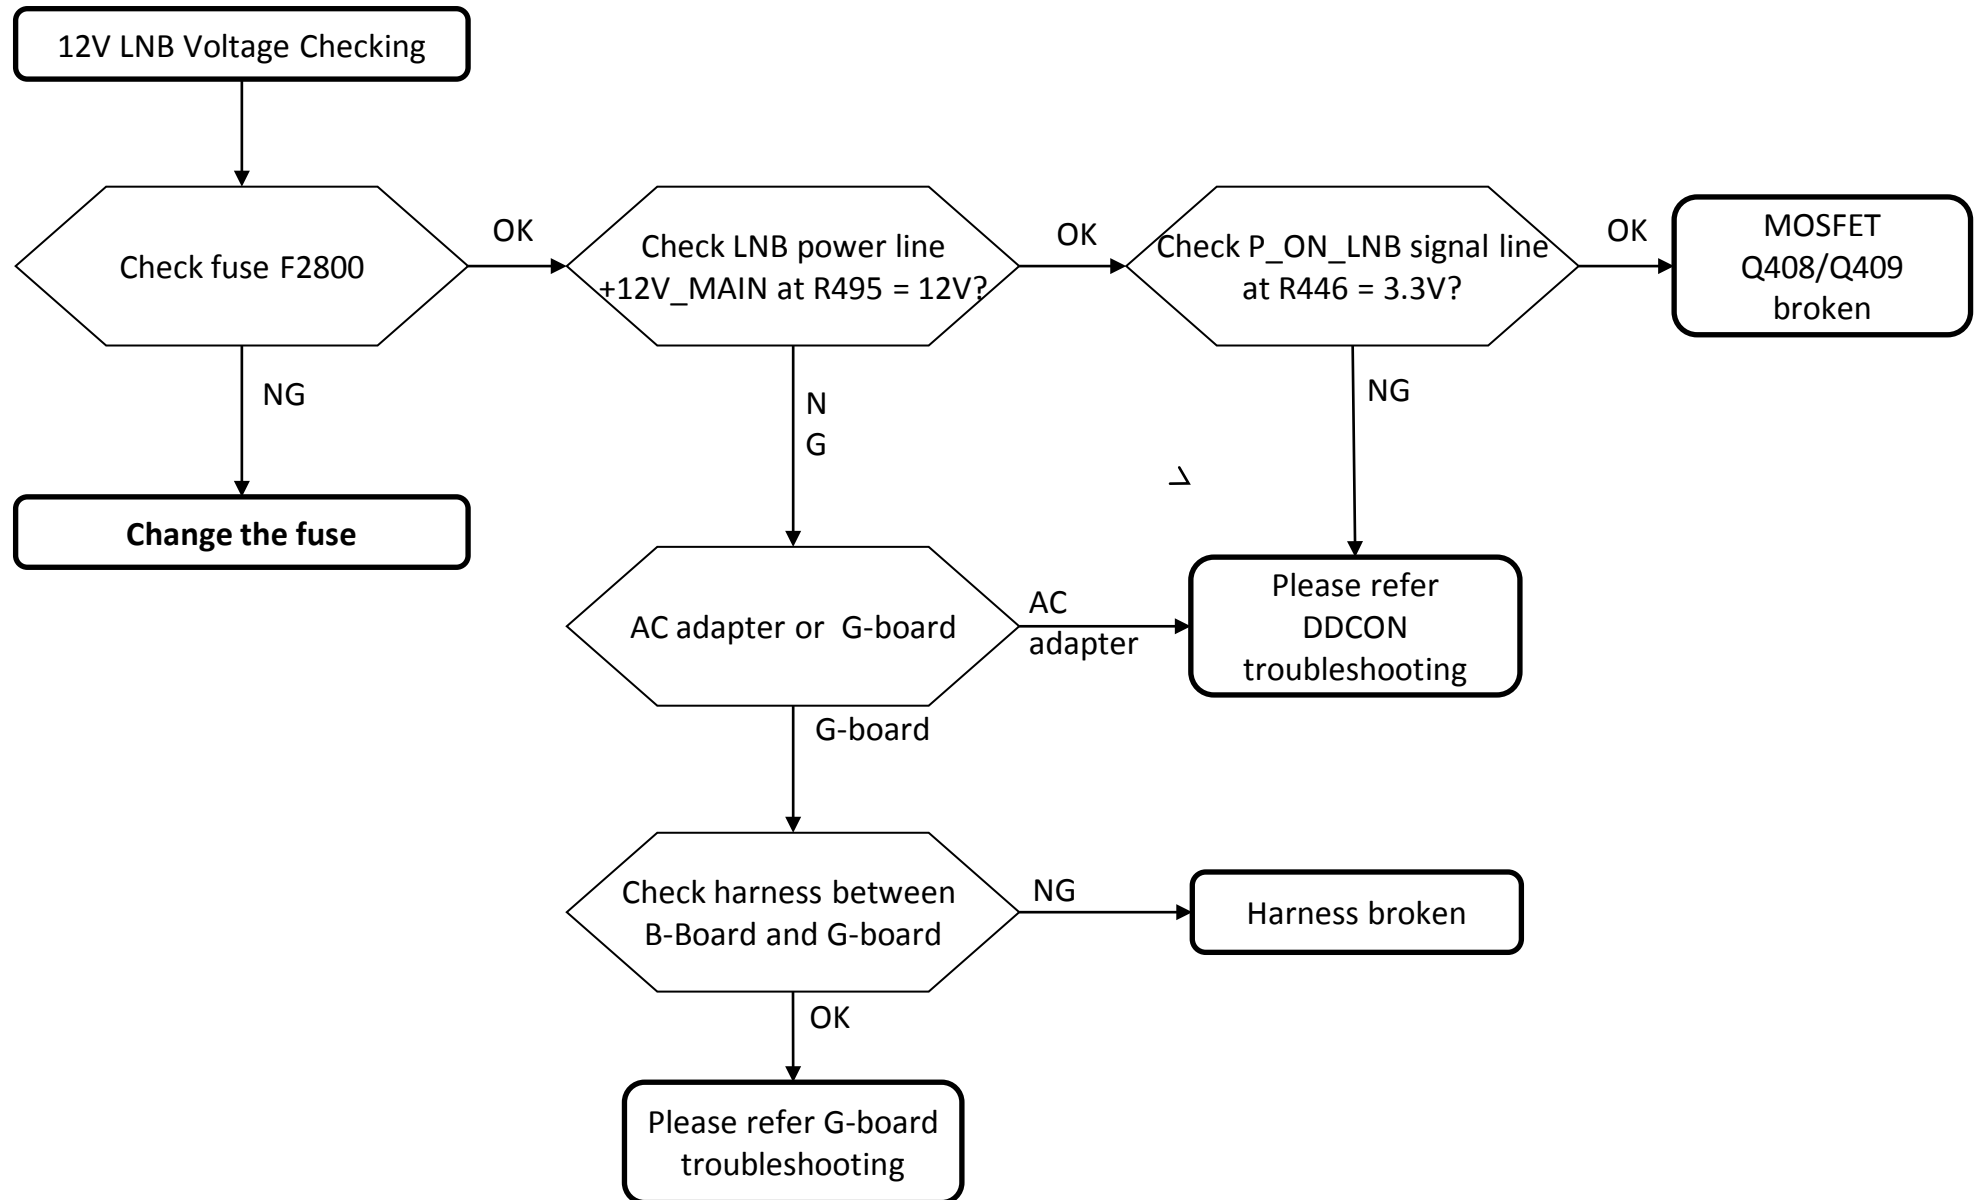 12V LNB Voltage Checking
Check fuse F2800
OK
Check LNB power line
+12V_MAIN at R495 = 12V?
OK
Check P_ON_LNB signal line
at R446 = 3.3V?
OK
MOSFET
Q408/Q409
broken
NG
N
G
NG
Change the fuse
AC adapter or  G-board
AC
adapter
Please refer
DDCON
troubleshooting
G-board
Check harness between
B-Board and G-board
NG
Harness broken
OK
Please refer G-board
troubleshooting